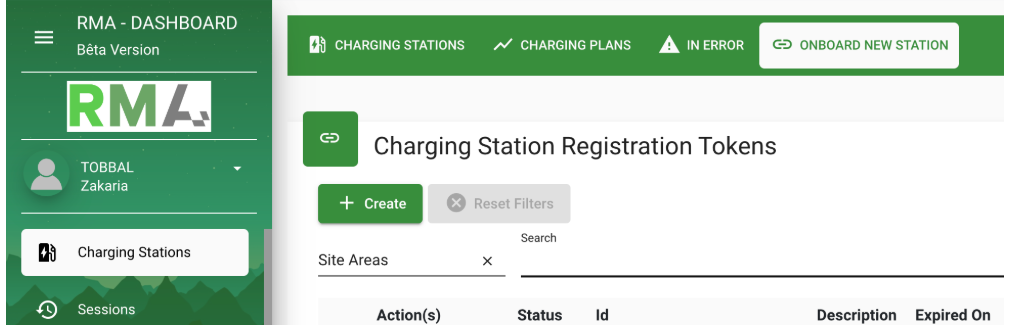 RMA - DASHBOARD
Bêta Version
RMA
TOBBAL
Zakaria
Charging Stations
Sessions
CHARGING STATIONS
CHARGING PLANS
IN ERROR
ONBOARD NEW STATION
Charging Station Registration Tokens
Create
Reset Filters
Search
Site Areas
Action(s) Status Id Description Expired On